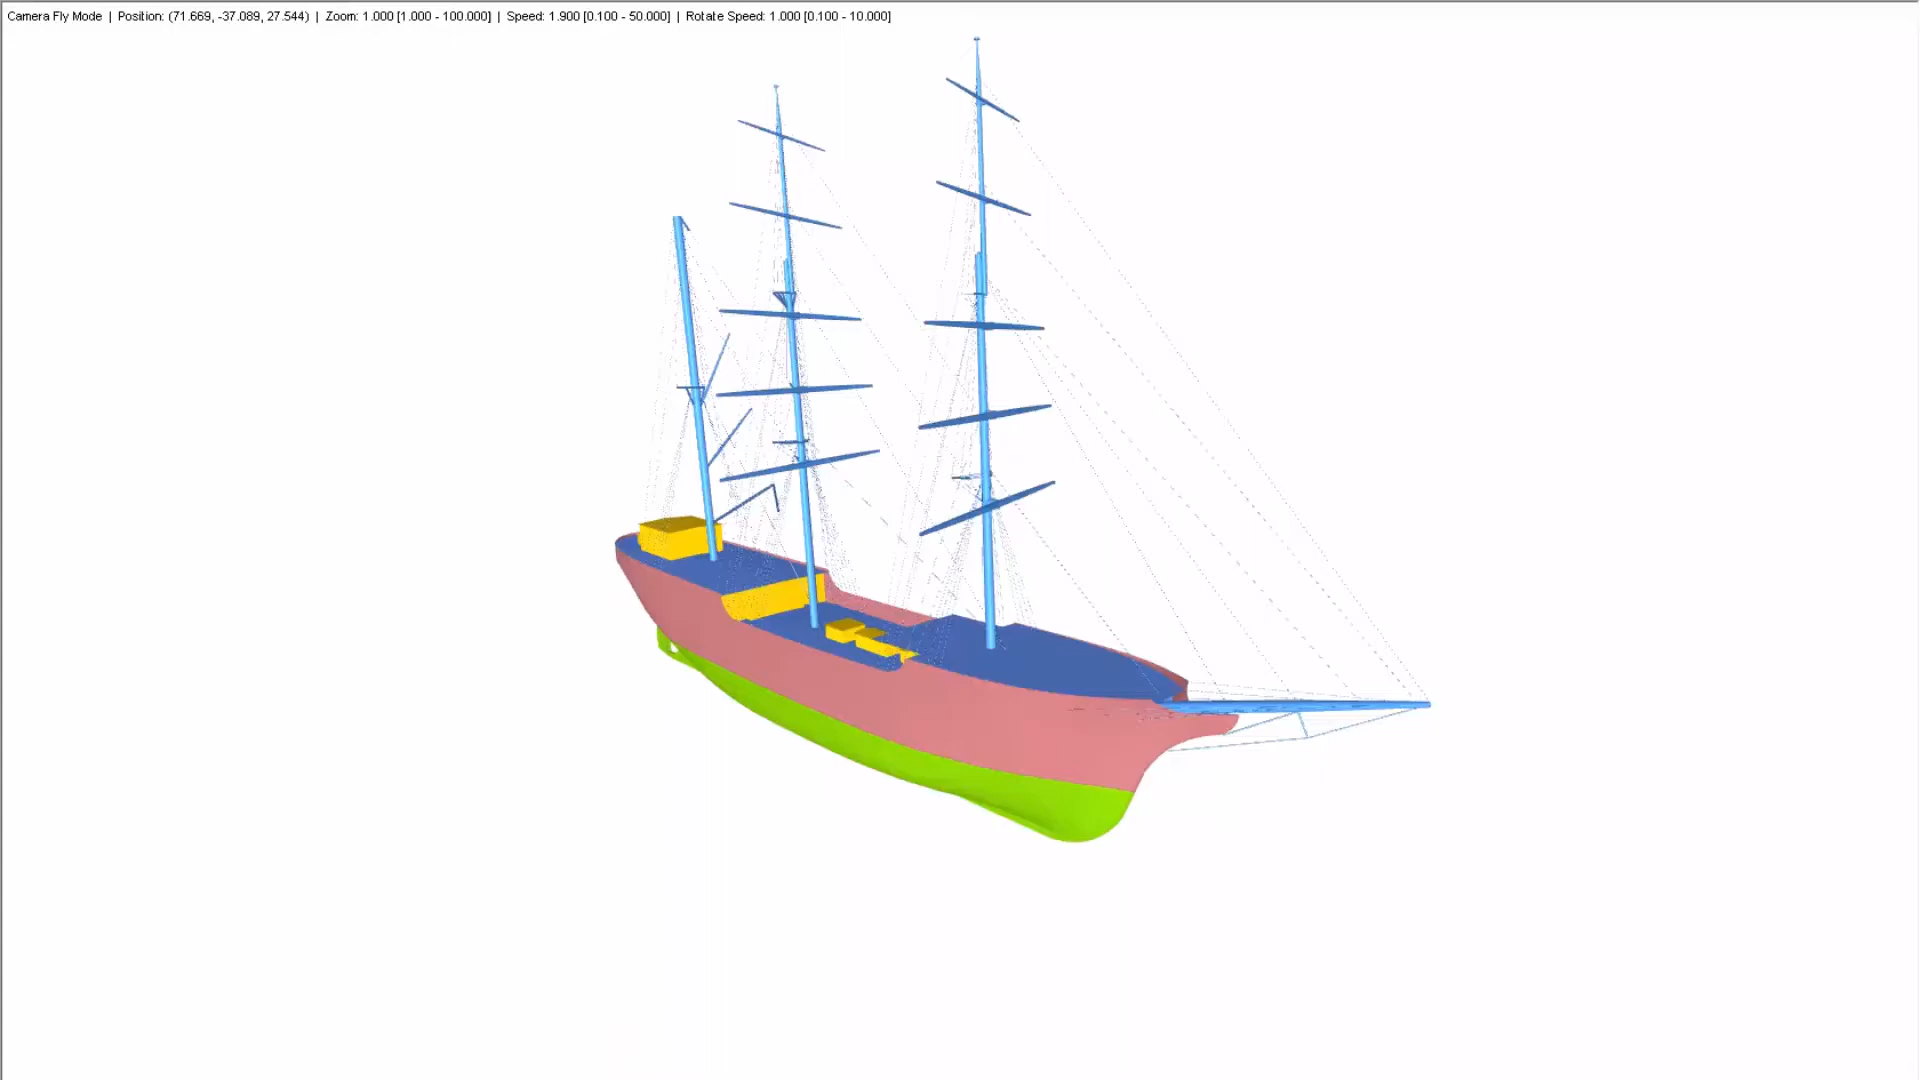 Camera Fly Mode | Position: (71.669, -37.089, 27.544) | Zoom: 1.000 [1.000 - 100.000] | Speed: 1.900 [0.100 - 50.000] | Rotate Speed: 1.000 [0.100 - 10.000]